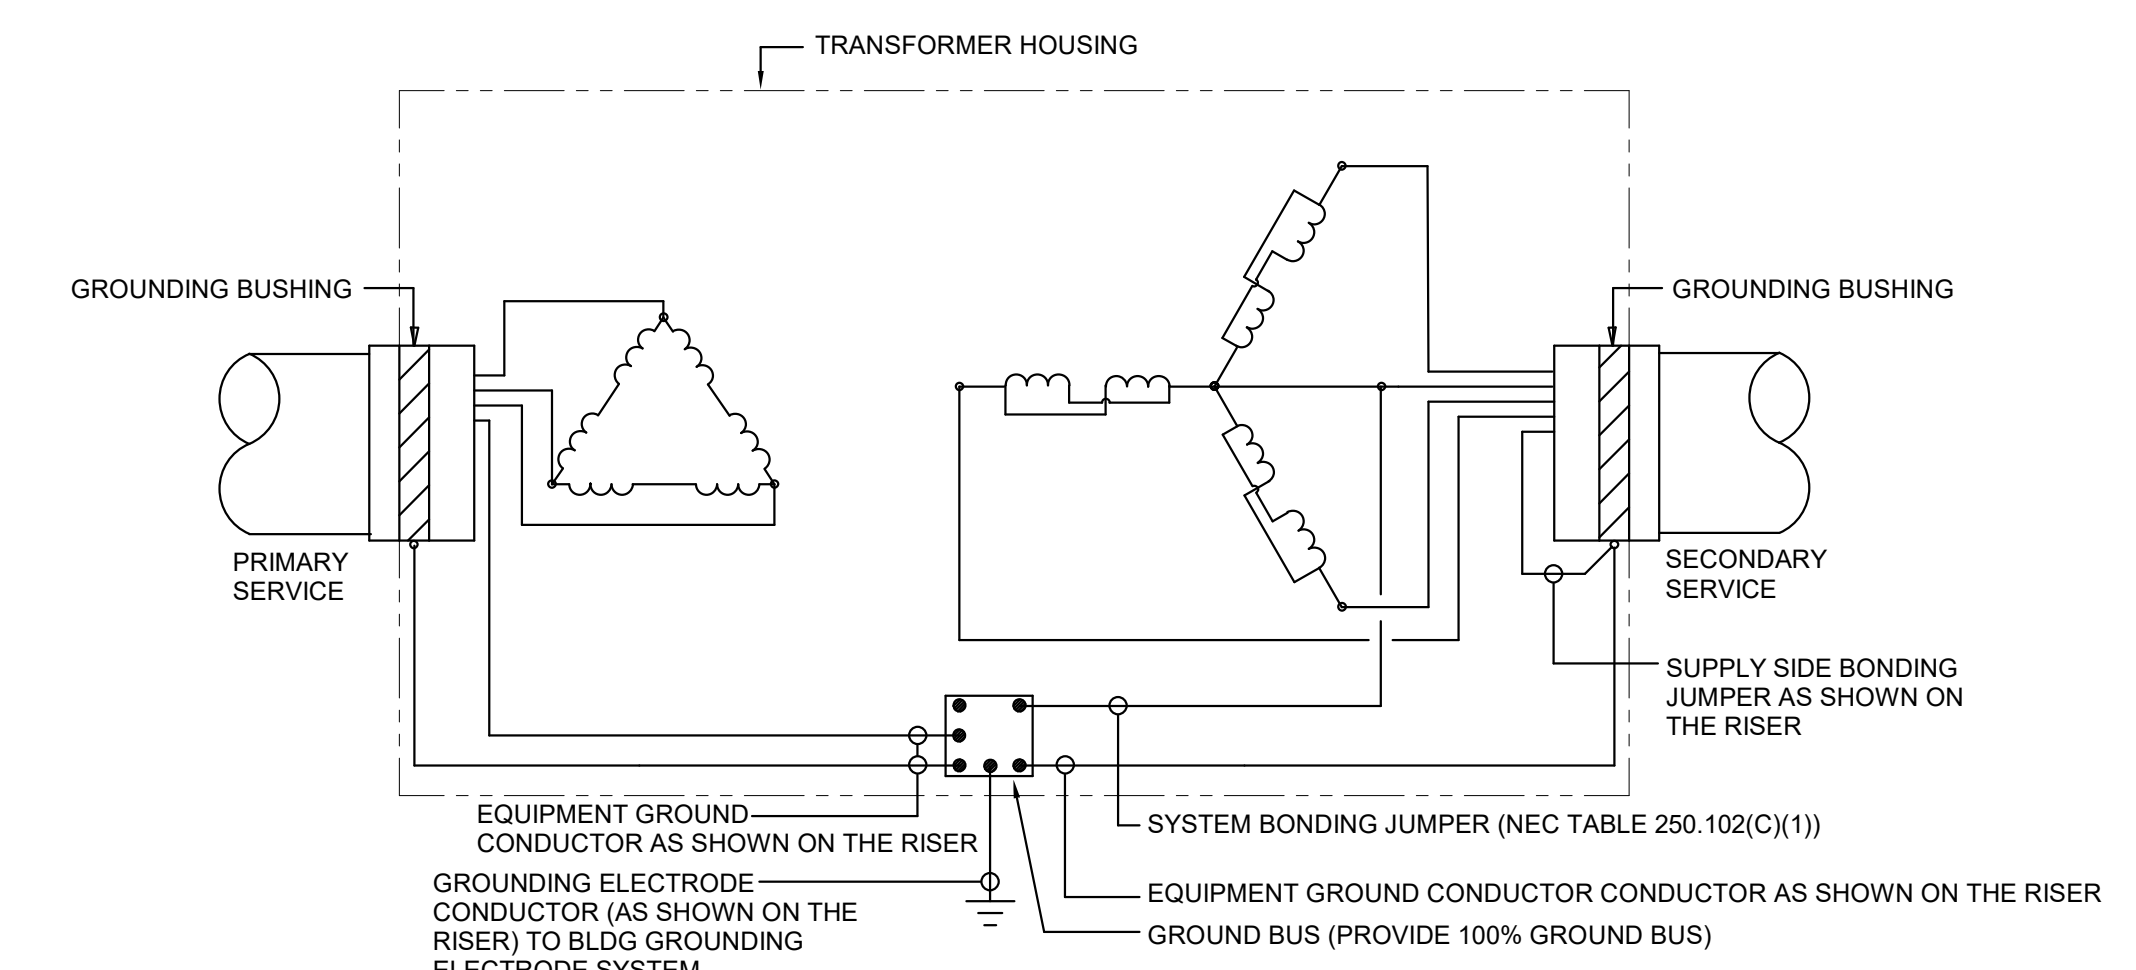 TRANSFORMER HOUSING
GROUNDING BUSHING
GROUNDING BUSHING
PRIMARY
SERVICE
SECONDARY
SERVICE
SUPPLY SIDE BONDING
JUMPER AS SHOWN ON
THE RISER
EQUIPMENT GROUND
CONDUCTOR AS SHOWN ON THE RISER
SYSTEM BONDING JUMPER (NEC TABLE 250.102(C)(1))
GROUNDING ELECTRODE
CONDUCTOR (AS SHOWN ON THE
RISER) TO BLDG GROUNDING
ELECTRODE SYSTEM
EQUIPMENT GROUND CONDUCTOR CONDUCTOR AS SHOWN ON THE RISER
GROUND BUS (PROVIDE 100% GROUND BUS)